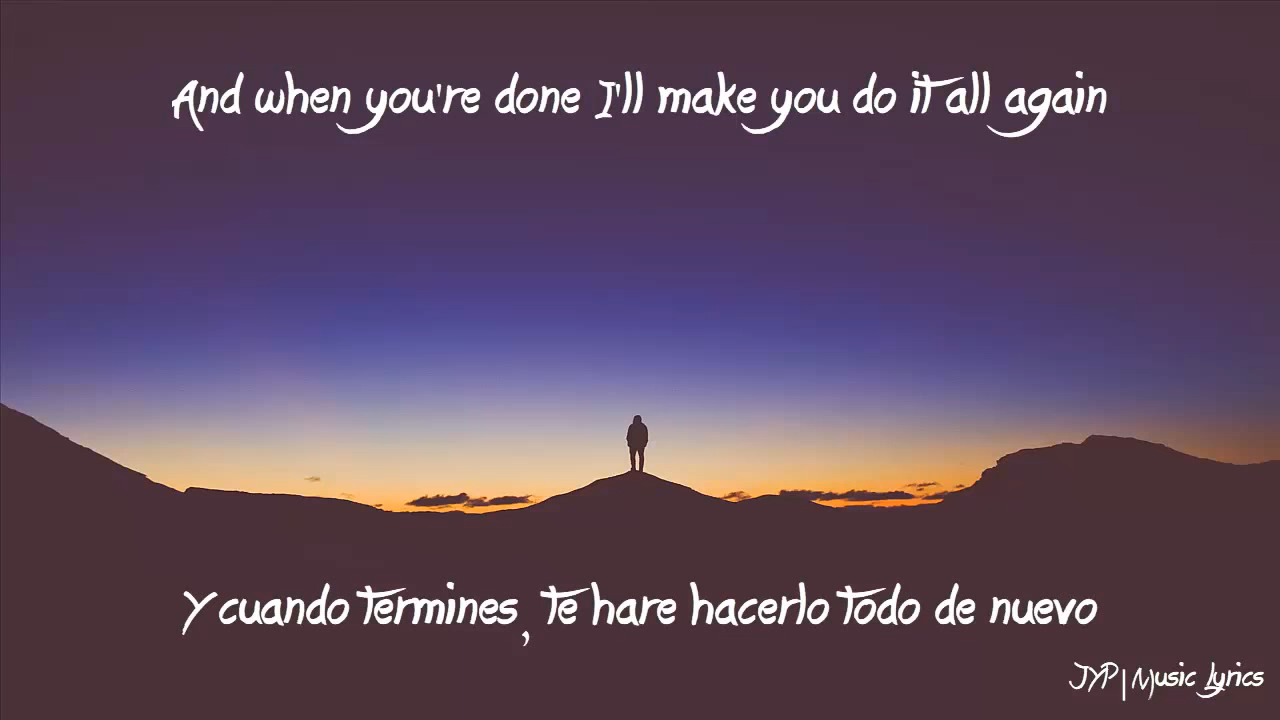 And when you're done I'll make you do it all again
Y cuando termines, te hare hacerlo todo de nuevo
JYP | Music Lyrics